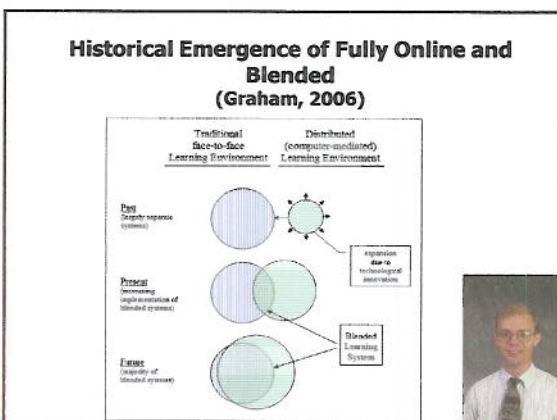 Historical Emergence of Fully Online and
Blended
(Graham, 2006)
Traditional
face-to-face
Learning Environment
Distributed
(computer-mediated)
Learning Environment
Past
(largely separate
systems)
expansion
due to
technological
innovation
Present
(increasing
implementation of
blended systems)
Blended
Learning
System
Future
(majority of
blended systems)